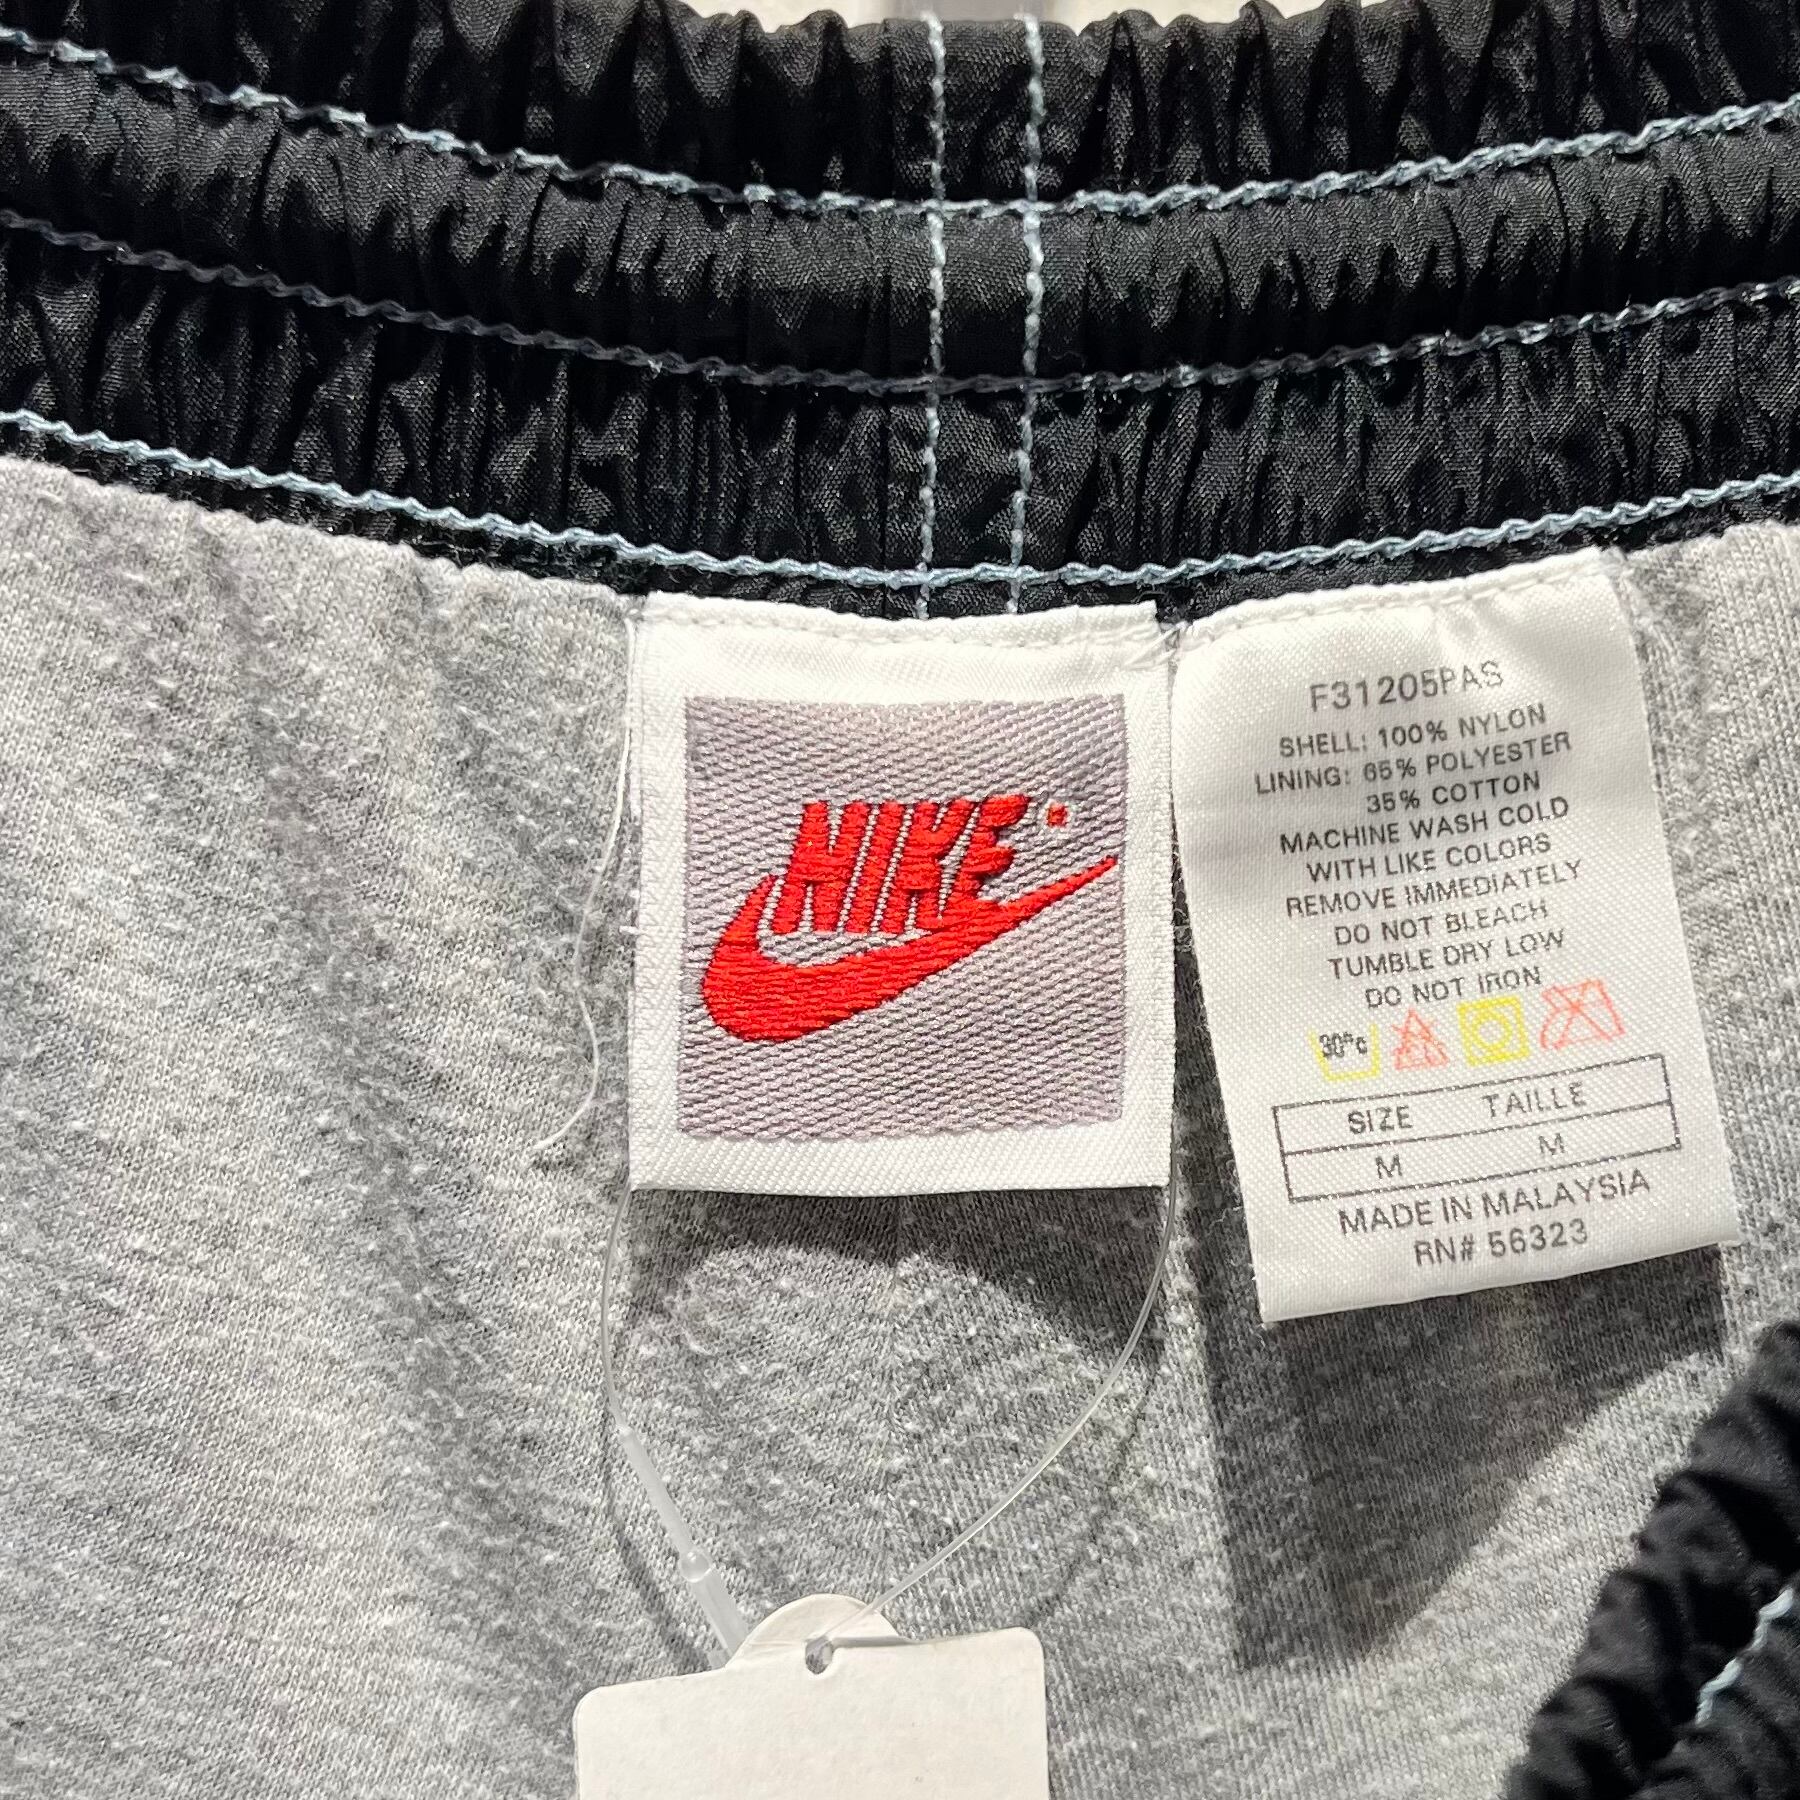 NIKE
F31205PAS
SHELL: 100% NYLON
LINING: 65% POLYESTER
35% COTTON
MACHINE WASH COLD
WITH LIKE COLORS
REMOVE IMMEDIATELY
DO NOT BLEACH
TUMBLE DRY LOW
DO NOT IRON
30°C
SIZE TAILLE
M M
MADE IN MALAYSIA
RN# 56323